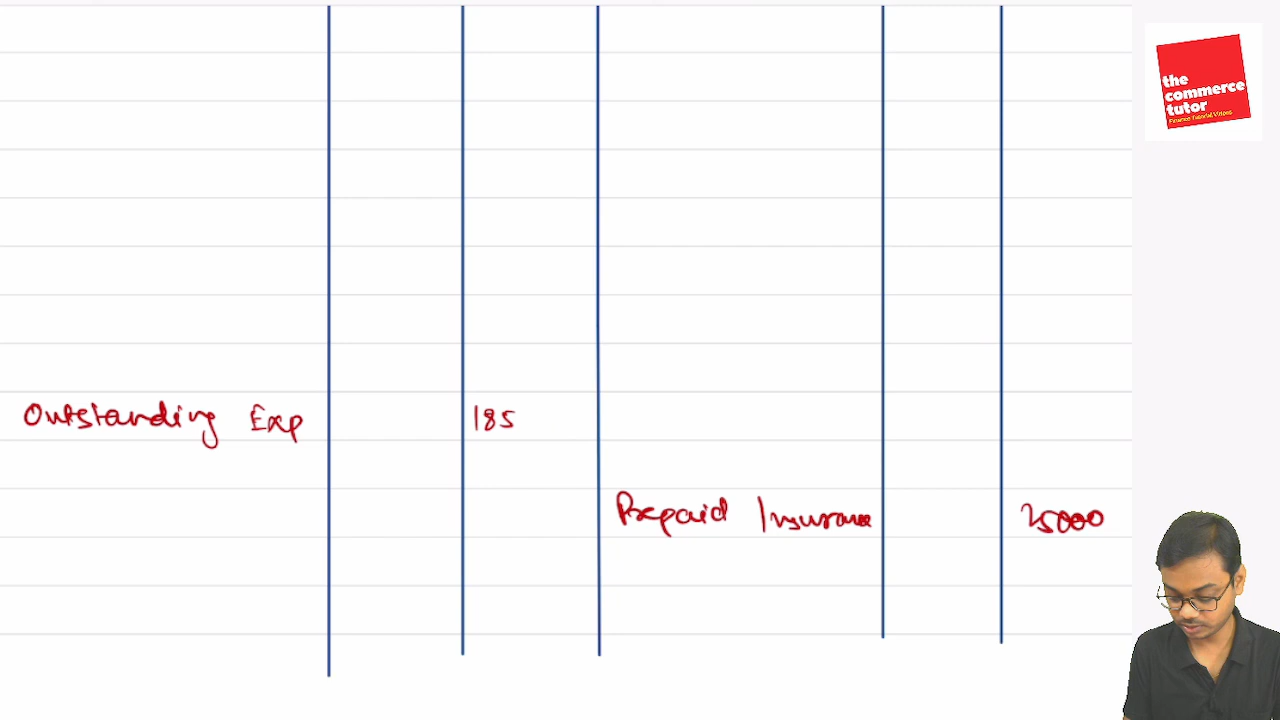 the
commerce
tutor
Outstanding Exp 185
Prepaid Insurance 25000